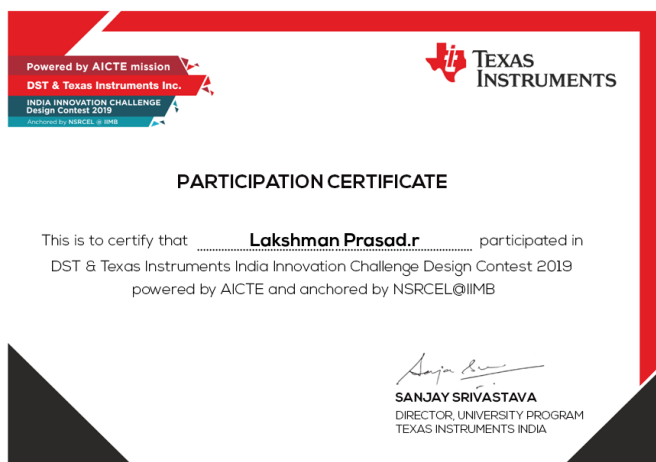 Powered by AICTE mission
DST & Texas Instruments Inc.
INDIA INNOVATION CHALLENGE
Design Contest 2019
Anchored by NSRCEL @ IIMB
TEXAS
INSTRUMENTS
PARTICIPATION CERTIFICATE
This is to certify that Lakshman Prasad.r participated in
DST & Texas Instruments India Innovation Challenge Design Contest 2019
powered by AICTE and anchored by NSRCEL@IIMB
SANJAY SRIVASTAVA
DIRECTOR, UNIVERSITY PROGRAM
TEXAS INSTRUMENTS INDIA